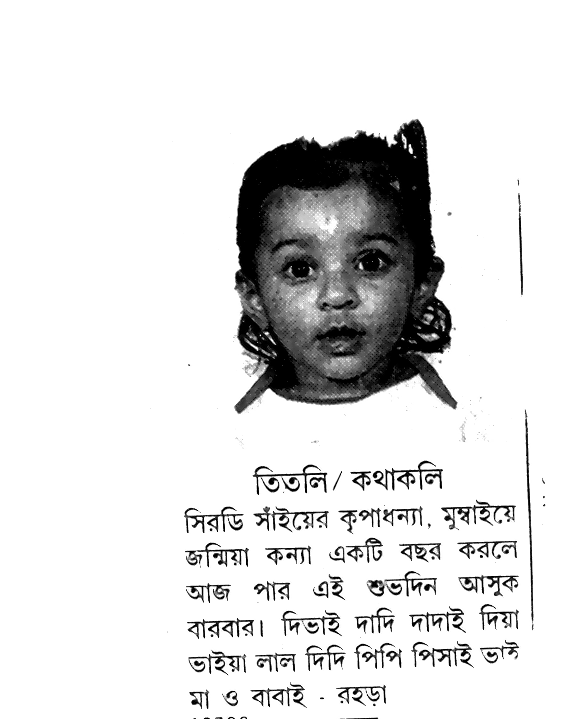 তিতলি / কথাকলি
সিরডি সাঁইয়ের কৃপাধন্যা, মুম্বাইয়ে
জন্মিয়া কন্যা একটি বছর করলে
আজ পার এই শুভদিন আসুক
বারবার। দিভাই দাদি দাদাই দিয়া
ভাইয়া লাল দিদি পিপি পিসাই ভাই
মা ও বাবাই - রহড়া